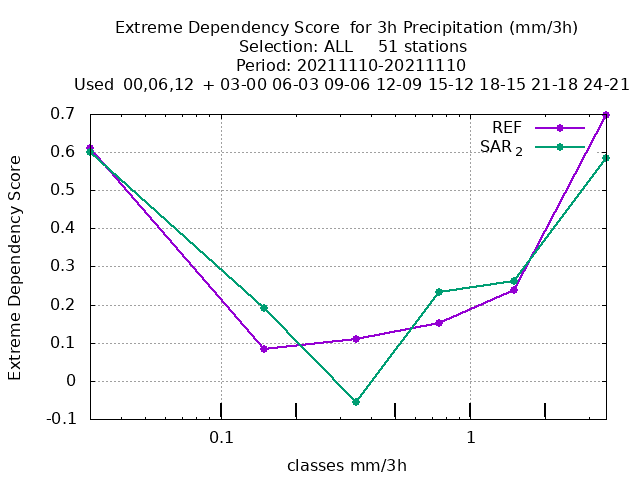 Extreme Dependency Score  for 3h Precipitation (mm/3h)
Selection: ALL     51 stations
Period: 20211110-20211110
Used  00,06,12  + 03-00 06-03 09-06 12-09 15-12 18-15 21-18 24-21
0.7
REF
SAR 2
0.6
0.5
0.4
0.3
0.2
0.1
0
-0.1
Extreme Dependency Score
0.1 1
classes mm/3h